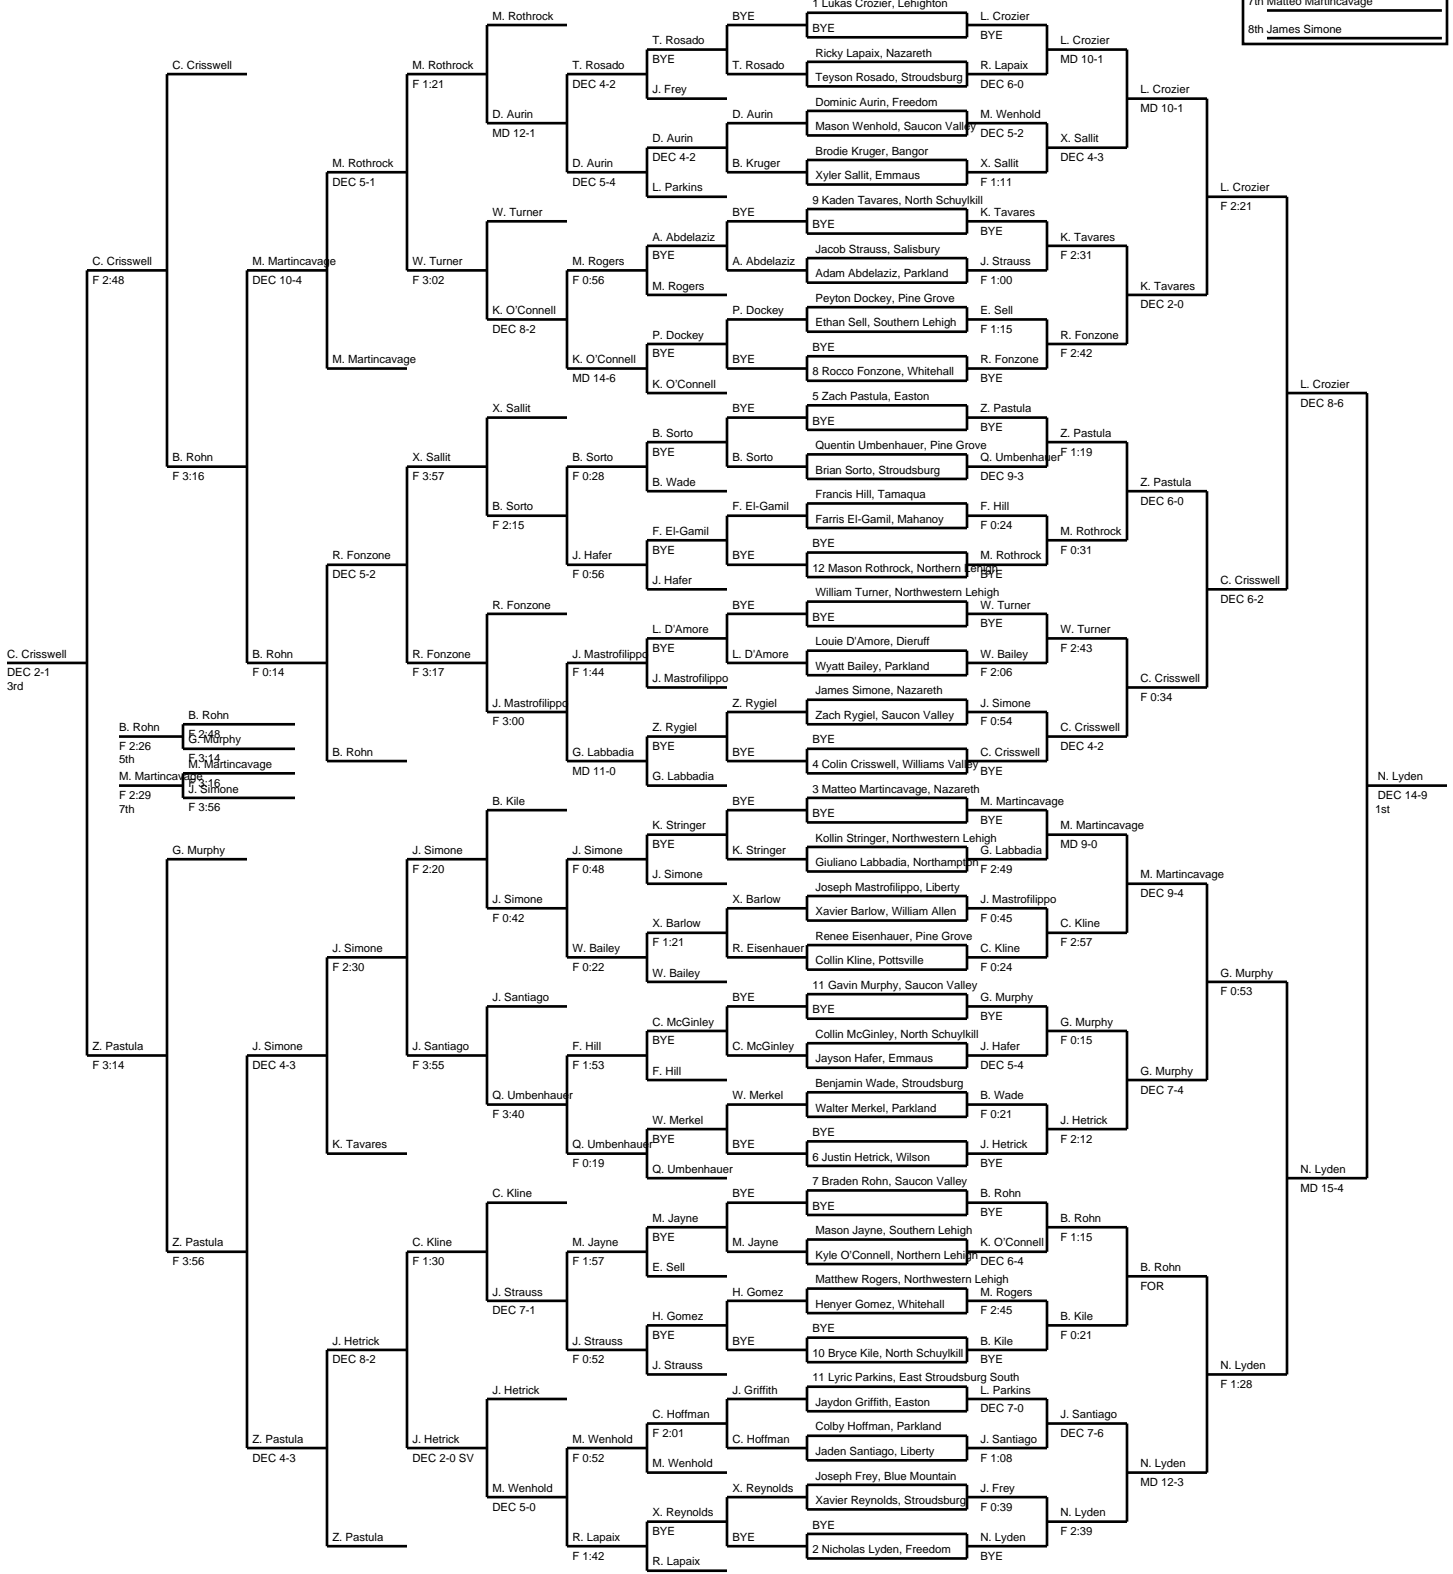 7th Matteo Martincavage
8th James Simone
C. Crisswell
DEC 2-1
3rd
C. Crisswell
F 2:48
Z. Pastula
F 3:14
C. Crisswell
B. Rohn
F 3:16
G. Murphy
Z. Pastula
F 3:56
B. Rohn
F 2:26
5th
B. Rohn
F 2:48
G. Murphy
F 3:14
M. Martincavage
F 2:29
7th
M. Martincavage
F 3:16
J. Simone
F 3:56
M. Martincavage
DEC 10-4
B. Rohn
F 0:14
J. Simone
DEC 4-3
Z. Pastula
DEC 4-3
M. Rothrock
DEC 5-1
M. Martincavage
R. Fonzone
DEC 5-2
B. Rohn
J. Simone
F 2:30
K. Tavares
J. Hetrick
DEC 8-2
Z. Pastula
M. Rothrock
F 1:21
W. Turner
F 3:02
X. Sallit
F 3:57
R. Fonzone
F 3:17
J. Simone
F 2:20
J. Santiago
F 3:55
C. Kline
F 1:30
J. Hetrick
DEC 2-0 SV
M. Rothrock
D. Aurin
MD 12-1
W. Turner
K. O'Connell
DEC 8-2
X. Sallit
B. Sorto
F 2:15
R. Fonzone
J. Mastrofilippo
F 3:00
B. Kile
J. Simone
F 0:42
J. Santiago
Q. Umbenhauer
F 3:40
C. Kline
J. Strauss
DEC 7-1
J. Hetrick
M. Wenhold
DEC 5-0
T. Rosado
DEC 4-2
D. Aurin
DEC 5-4
M. Rogers
F 0:56
K. O'Connell
MD 14-6
B. Sorto
F 0:28
J. Hafer
F 0:56
J. Mastrofilippo
F 1:44
G. Labbadia
MD 11-0
J. Simone
F 0:48
W. Bailey
F 0:22
F. Hill
F 1:53
Q. Umbenhauer
F 0:19
M. Jayne
F 1:57
J. Strauss
F 0:52
M. Wenhold
F 0:52
R. Lapaix
F 1:42
T. Rosado
BYE
J. Frey
D. Aurin
DEC 4-2
L. Parkins
A. Abdelaziz
BYE
M. Rogers
P. Dockey
BYE
K. O'Connell
B. Sorto
BYE
B. Wade
F. El-Gamil
BYE
J. Hafer
L. D'Amore
BYE
J. Mastrofilippo
Z. Rygiel
BYE
G. Labbadia
K. Stringer
BYE
J. Simone
X. Barlow
F 1:21
W. Bailey
C. McGinley
BYE
F. Hill
W. Merkel
BYE
Q. Umbenhauer
M. Jayne
BYE
E. Sell
H. Gomez
BYE
J. Strauss
C. Hoffman
F 2:01
M. Wenhold
X. Reynolds
BYE
R. Lapaix
BYE
T. Rosado
D. Aurin
B. Kruger
BYE
A. Abdelaziz
P. Dockey
BYE
BYE
B. Sorto
F. El-Gamil
BYE
BYE
L. D'Amore
Z. Rygiel
BYE
BYE
K. Stringer
X. Barlow
R. Eisenhauer
BYE
C. McGinley
W. Merkel
BYE
BYE
M. Jayne
H. Gomez
BYE
J. Griffith
C. Hoffman
X. Reynolds
BYE
1 Lukas Crozier, Lehighton
BYE
Ricky Lapaix, Nazareth
Teyson Rosado, Stroudsburg
Dominic Aurin, Freedom
Mason Wenhold, Saucon Valley
Brodie Kruger, Bangor
Xyler Sallit, Emmaus
9 Kaden Tavares, North Schuylkill
BYE
Jacob Strauss, Salisbury
Adam Abdelaziz, Parkland
Peyton Dockey, Pine Grove
Ethan Sell, Southern Lehigh
BYE
8 Rocco Fonzone, Whitehall
5 Zach Pastula, Easton
BYE
Quentin Umbenhauer, Pine Grove
Brian Sorto, Stroudsburg
Francis Hill, Tamaqua
Farris El-Gamil, Mahanoy
BYE
12 Mason Rothrock, Northern Lehigh
William Turner, Northwestern Lehigh
BYE
Louie D'Amore, Dieruff
Wyatt Bailey, Parkland
James Simone, Nazareth
Zach Rygiel, Saucon Valley
BYE
4 Colin Crisswell, Williams Valley
3 Matteo Martincavage, Nazareth
BYE
Kollin Stringer, Northwestern Lehigh
Giuliano Labbadia, Northampton
Joseph Mastrofilippo, Liberty
Xavier Barlow, William Allen
Renee Eisenhauer, Pine Grove
Collin Kline, Pottsville
11 Gavin Murphy, Saucon Valley
BYE
Collin McGinley, North Schuylkill
Jayson Hafer, Emmaus
Benjamin Wade, Stroudsburg
Walter Merkel, Parkland
BYE
6 Justin Hetrick, Wilson
7 Braden Rohn, Saucon Valley
BYE
Mason Jayne, Southern Lehigh
Kyle O'Connell, Northern Lehigh
Matthew Rogers, Northwestern Lehigh
Henyer Gomez, Whitehall
BYE
10 Bryce Kile, North Schuylkill
11 Lyric Parkins, East Stroudsburg South
Jaydon Griffith, Easton
Colby Hoffman, Parkland
Jaden Santiago, Liberty
Joseph Frey, Blue Mountain
Xavier Reynolds, Stroudsburg
BYE
2 Nicholas Lyden, Freedom
L. Crozier
BYE
R. Lapaix
DEC 6-0
M. Wenhold
DEC 5-2
X. Sallit
F 1:11
K. Tavares
BYE
J. Strauss
F 1:00
E. Sell
F 1:15
R. Fonzone
BYE
Z. Pastula
BYE
Q. Umbenhauer
DEC 9-3
F. Hill
F 0:24
M. Rothrock
BYE
W. Turner
BYE
W. Bailey
F 2:06
J. Simone
F 0:54
C. Crisswell
BYE
M. Martincavage
BYE
G. Labbadia
F 2:49
J. Mastrofilippo
F 0:45
C. Kline
F 0:24
G. Murphy
BYE
J. Hafer
DEC 5-4
B. Wade
F 0:21
J. Hetrick
BYE
B. Rohn
BYE
K. O'Connell
DEC 6-4
M. Rogers
F 2:45
B. Kile
BYE
L. Parkins
DEC 7-0
J. Santiago
F 1:08
J. Frey
F 0:39
N. Lyden
BYE
L. Crozier
MD 10-1
X. Sallit
DEC 4-3
K. Tavares
F 2:31
R. Fonzone
F 2:42
Z. Pastula
F 1:19
M. Rothrock
F 0:31
W. Turner
F 2:43
C. Crisswell
DEC 4-2
M. Martincavage
MD 9-0
C. Kline
F 2:57
G. Murphy
F 0:15
J. Hetrick
F 2:12
B. Rohn
F 1:15
B. Kile
F 0:21
J. Santiago
DEC 7-6
N. Lyden
F 2:39
L. Crozier
MD 10-1
K. Tavares
DEC 2-0
Z. Pastula
DEC 6-0
C. Crisswell
F 0:34
M. Martincavage
DEC 9-4
G. Murphy
DEC 7-4
B. Rohn
FOR
N. Lyden
MD 12-3
L. Crozier
F 2:21
C. Crisswell
DEC 6-2
G. Murphy
F 0:53
N. Lyden
F 1:28
L. Crozier
DEC 8-6
N. Lyden
MD 15-4
N. Lyden
DEC 14-9
1st